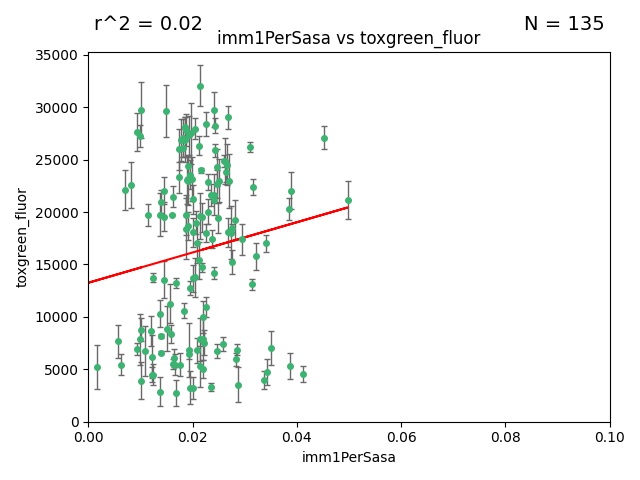 r^2 = 0.02
N = 135
imm1PerSasa vs toxgreen_fluor
35000
30000
25000
20000
15000
10000
5000
0
toxgreen_fluor
0.00
0.02
0.04
0.06
0.08
0.10
imm1PerSasa